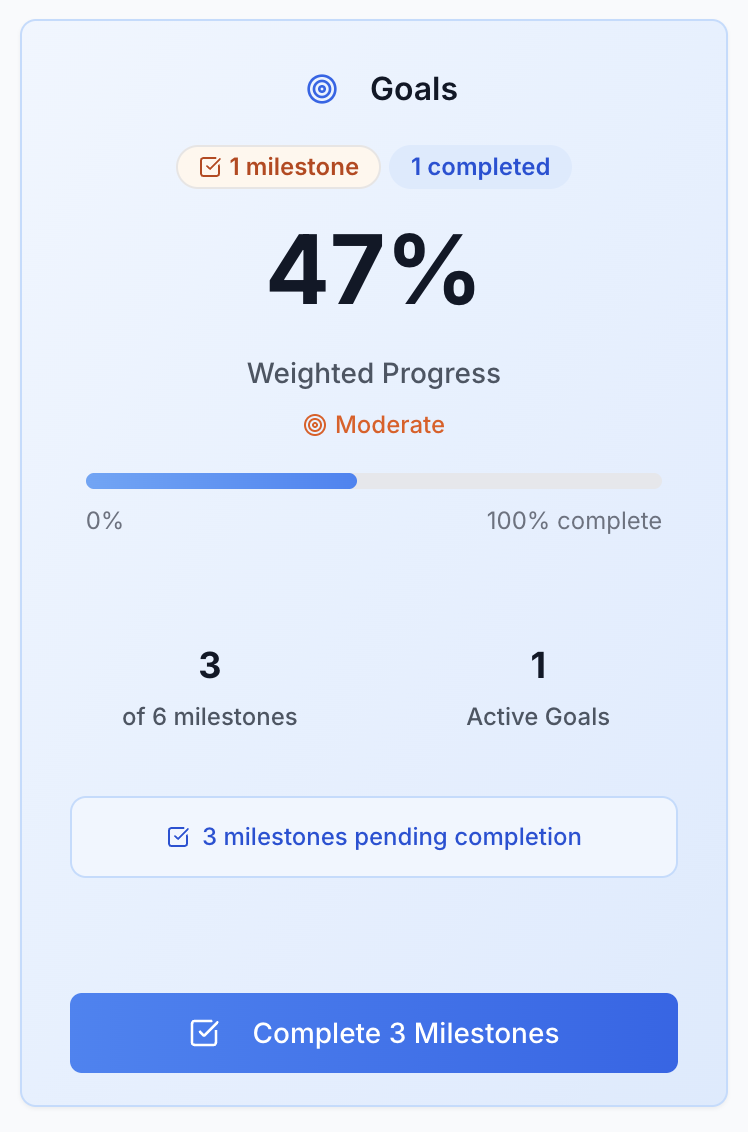 Goals
1 milestone
1 completed
47%
Weighted Progress
Moderate
0%
100% complete
3
of 6 milestones
1
Active Goals
3 milestones pending completion
Complete 3 Milestones